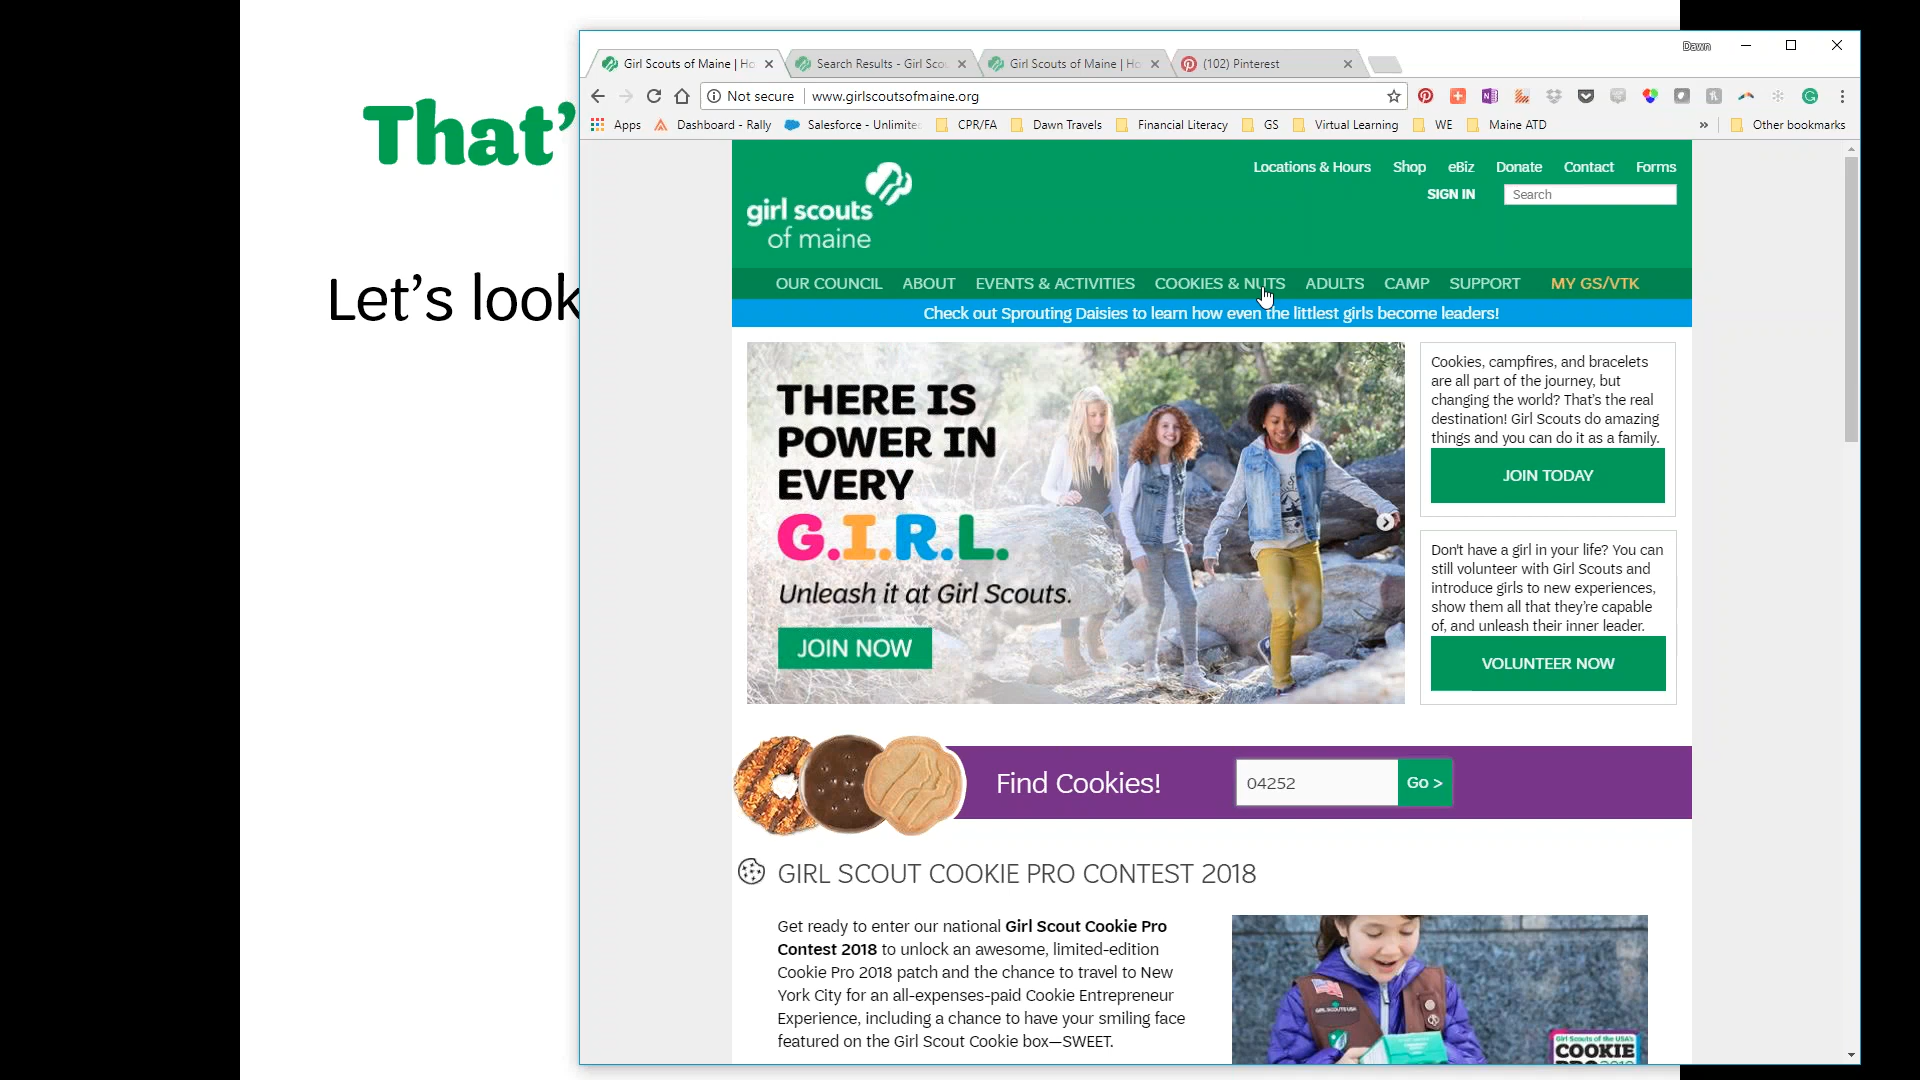 That'
Let's look
Dawn
Girl Scouts of Maine | Ho
Search Results - Girl Scou
Girl Scouts of Maine | Ho
(102) Pinterest
Not secure
www.girlscoutsofmaine.org
Apps
Dashboard - Rally
Salesforce - Unlimite
CPR/FA
Dawn Travels
Financial Literacy
GS
Virtual Learning
WE
Maine ATD
»
Other bookmarks
girl scouts
of maine
Locations & Hours
Shop
eBiz
Donate
Contact
Forms
SIGN IN
Search
OUR COUNCIL
ABOUT
EVENTS & ACTIVITIES
COOKIES & NUTS
ADULTS
CAMP
SUPPORT
MY GS/VTK
Check out Sprouting Daisies to learn how even the littlest girls become leaders!
THERE IS
POWER IN
EVERY
G.I.R.L.
Unleash it at Girl Scouts.
JOIN NOW
Cookies, campfires, and bracelets
are all part of the journey, but
changing the world? That's the real
destination! Girl Scouts do amazing
things and you can do it as a family.
JOIN TODAY
Don't have a girl in your life? You can
still volunteer with Girl Scouts and
introduce girls to new experiences,
show them all that they're capable
of, and unleash their inner leader.
VOLUNTEER NOW
Find Cookies!
04252
Go >
GIRL SCOUT COOKIE PRO CONTEST 2018
Get ready to enter our national Girl Scout Cookie Pro
Contest 2018 to unlock an awesome, limited-edition
Cookie Pro 2018 patch and the chance to travel to New
York City for an all-expenses-paid Cookie Entrepreneur
Experience, including a chance to have your smiling face
featured on the Girl Scout Cookie box—SWEET.
GIRL SCOUTS USA
Girl Scouts of the USA's
COOKIE
PRO 2018